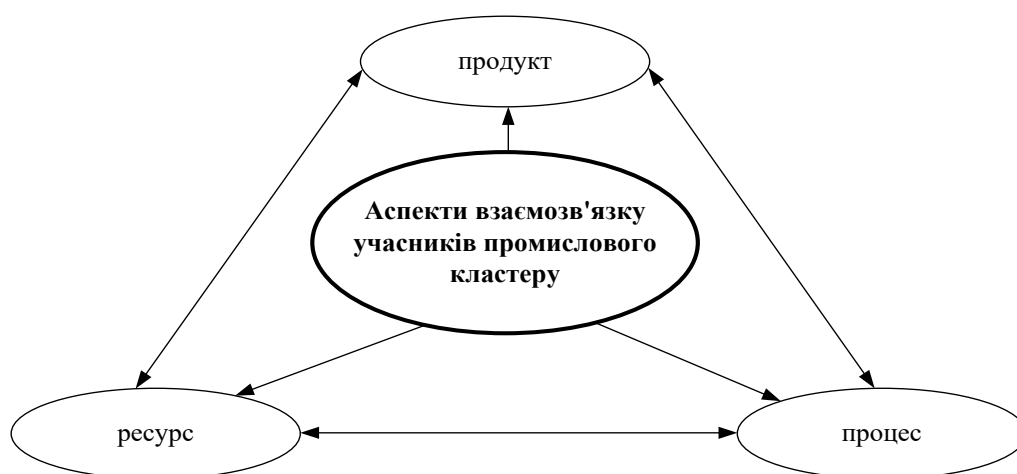 продукт
Аспекти взаємозв'язку
учасників промислового
кластеру
ресурс
процес